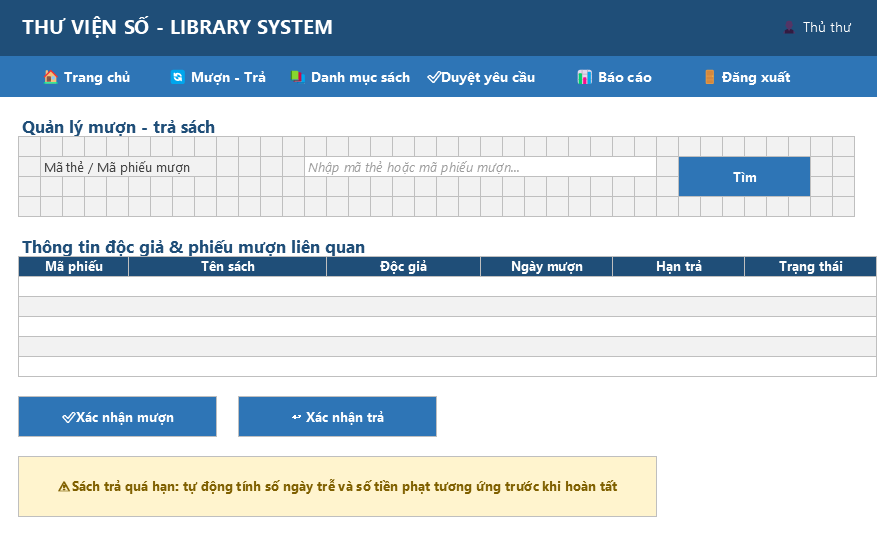 THƯ VIỆN SỐ - LIBRARY SYSTEM
Thủ thư
Trang chủ Mượn - Trả Danh mục sách Duyệt yêu cầu Báo cáo Đăng xuất
Quản lý mượn - trả sách
Mã thẻ / Mã phiếu mượn
Nhập mã thẻ hoặc mã phiếu mượn...
Tìm
Thông tin độc giả & phiếu mượn liên quan
Mã phiếu Tên sách Độc giả Ngày mượn Hạn trả Trạng thái
Xác nhận mượn
Xác nhận trả
Sách trả quá hạn: tự động tính số ngày trễ và số tiền phạt tương ứng trước khi hoàn tất